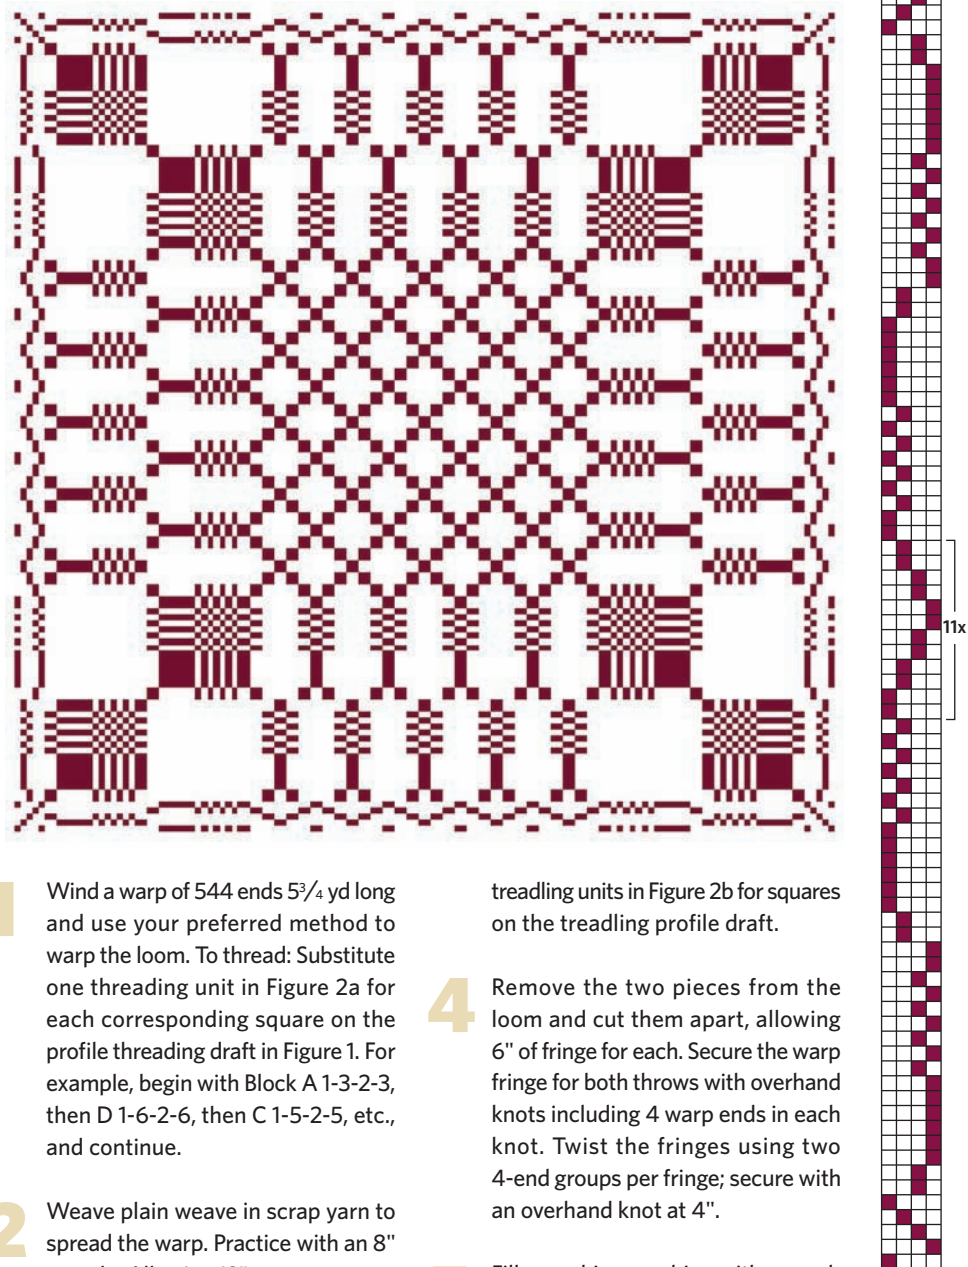 11x
1
Wind a warp of 544 ends 5 3/4 yd long
and use your preferred method to
warp the loom. To thread: Substitute
one threading unit in Figure 2a for
each corresponding square on the
profile threading draft in Figure 1. For
example, begin with Block A 1-3-2-3,
then D 1-6-2-6, then C 1-5-2-5, etc.,
and continue.
2
Weave plain weave in scrap yarn to
spread the warp. Practice with an 8"
treadling units in Figure 2b for squares
on the treadling profile draft.
4
Remove the two pieces from the
loom and cut them apart, allowing
6" of fringe for each. Secure the warp
fringe for both throws with overhand
knots including 4 warp ends in each
knot. Twist the fringes using two
4-end groups per fringe; secure with
an overhand knot at 4".